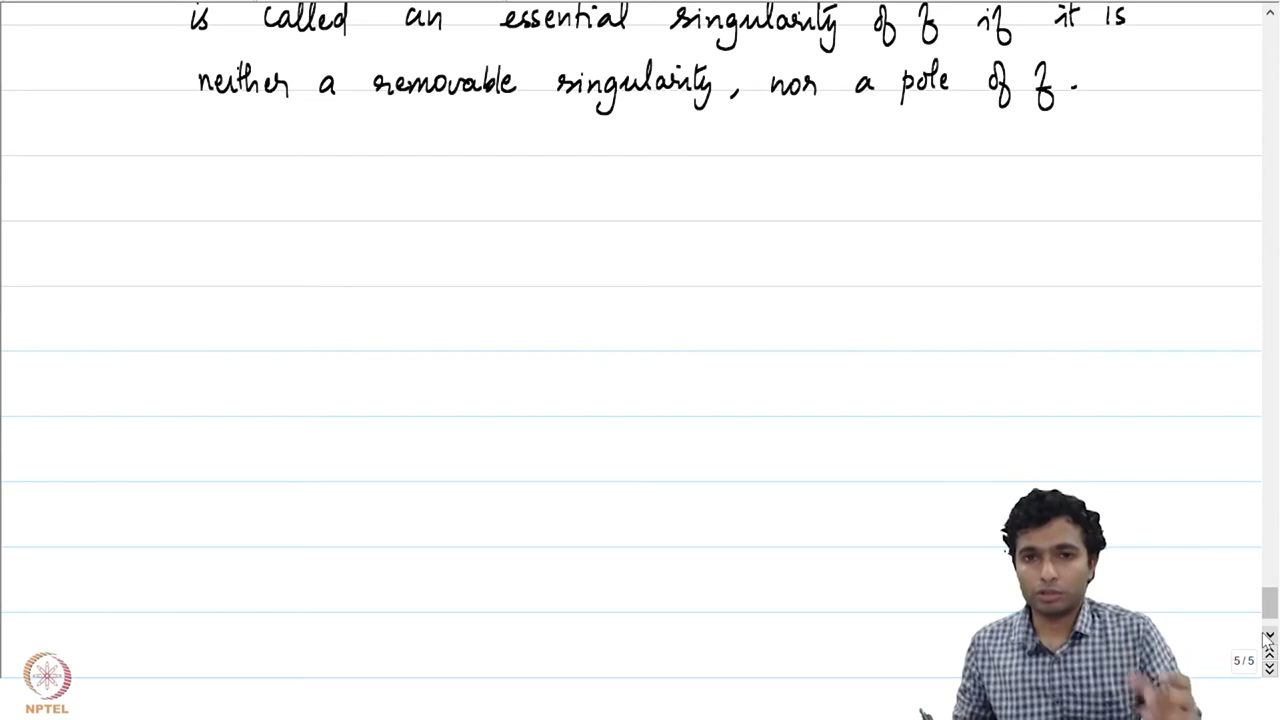 is called an essential singularity of f if it is
neither a removable singularity, nor a pole of f.
5 / 5
NPTEL